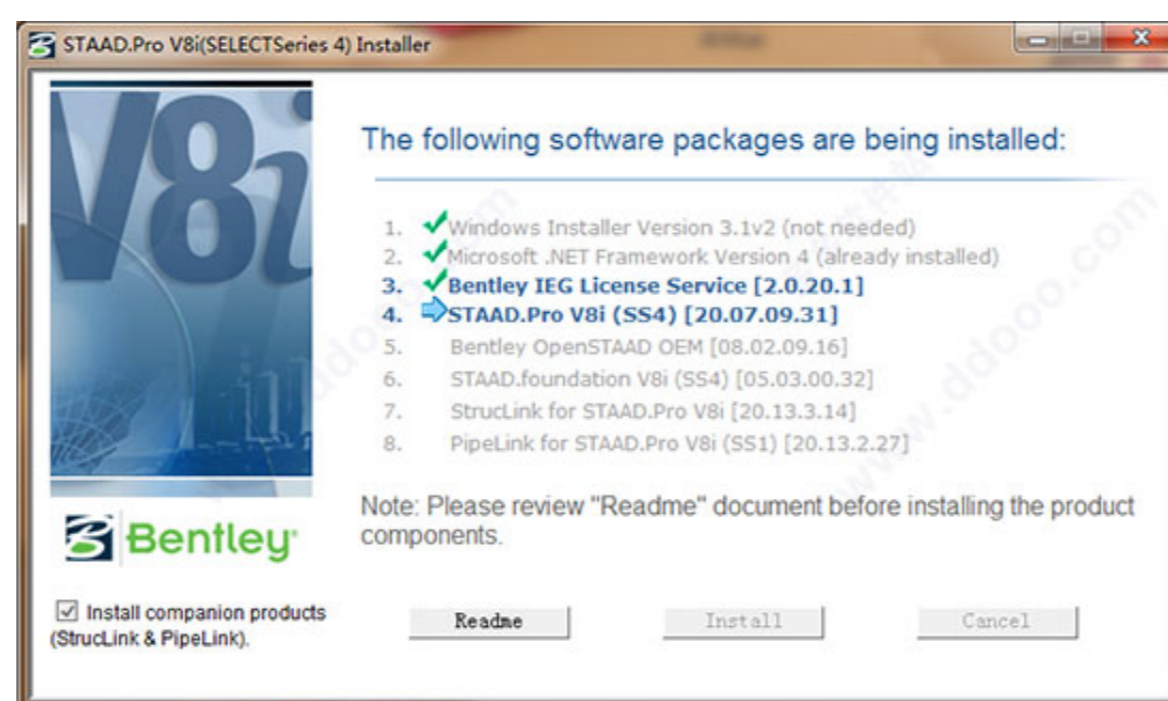 STAAD.Pro V8i(SELECTSeries 4) Installer
V8i
The following software packages are being installed:
1. Windows Installer Version 3.1v2 (not needed)
2. Microsoft .NET Framework Version 4 (already installed)
3. Bentley IEG License Service [2.0.20.1]
4. STAAD.Pro V8i (SS4) [20.07.09.31]
5. Bentley OpenSTAAD OEM [08.02.09.16]
6. STAAD.foundation V8i (SS4) [05.03.00.32]
7. StrucLink for STAAD.Pro V8i [20.13.3.14]
8. PipeLink for STAAD.Pro V8i (SS1) [20.13.2.27]
Note: Please review "Readme" document before installing the product
components.
Bentley
Install companion products
(StrucLink & PipeLink).
Readme Install Cancel
www.ddooo.com